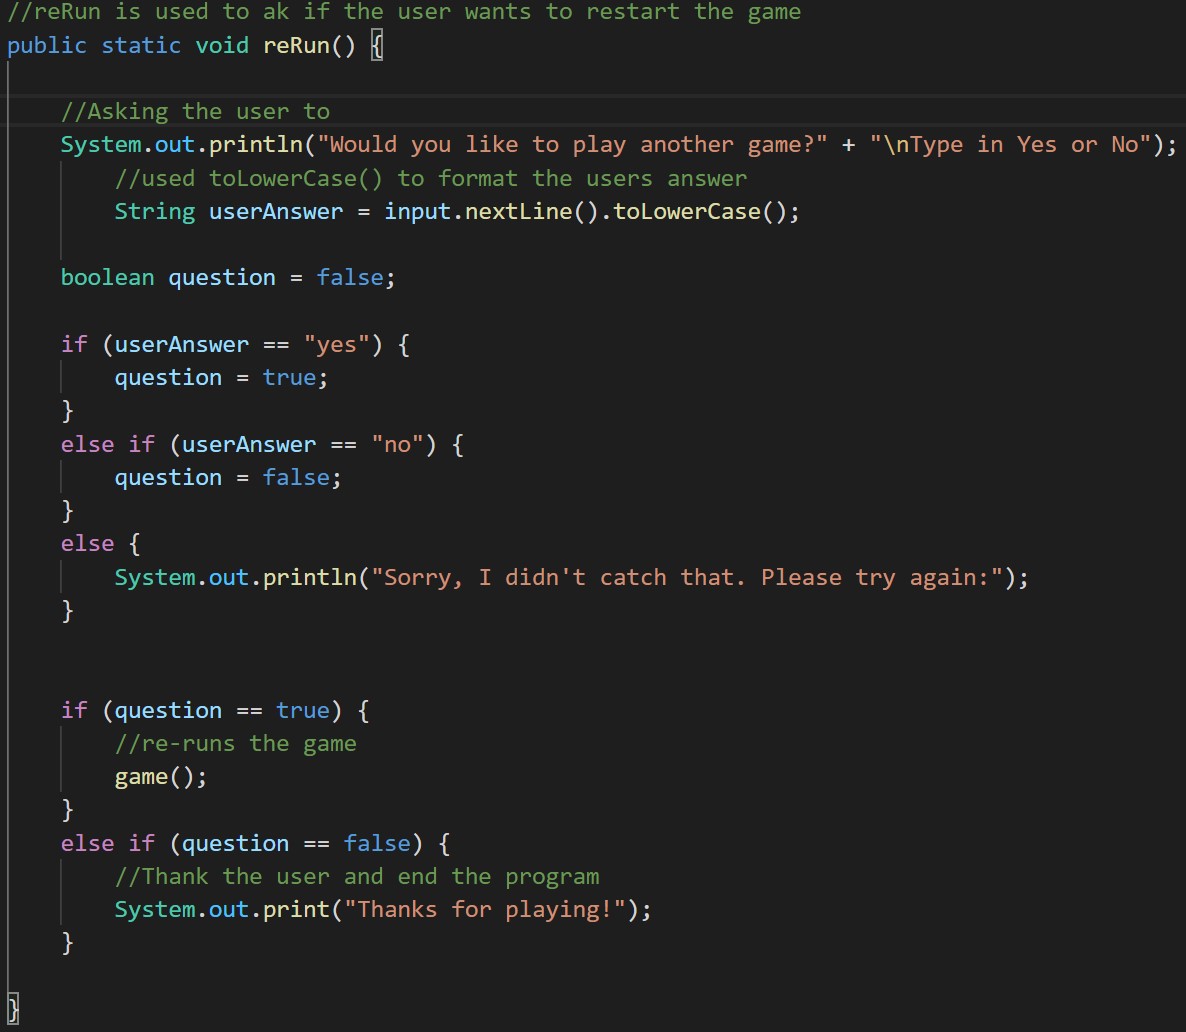 //reRun is used to ak if the user wants to restart the game
public static void reRun() {
//Asking the user to
System.out.println("Would you like to play another game?" + "\nType in Yes or No");
//used toLowerCase() to format the users answer
String userAnswer = input.nextLine().toLowerCase();
boolean question = false;
if (userAnswer == "yes") {
question = true;
}
else if (userAnswer == "no") {
question = false;
}
else {
System.out.println("Sorry, I didn't catch that. Please try again:");
}
if (question == true) {
//re-runs the game
game();
}
else if (question == false) {
//Thank the user and end the program
System.out.print("Thanks for playing!");
}
}